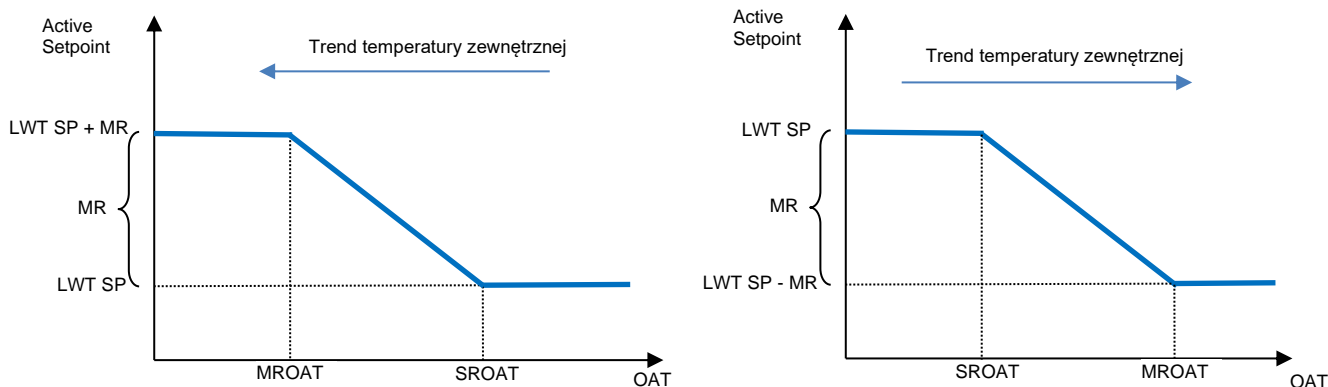 Active
Setpoint
Trend temperatury zewnętrznej
LWT SP + MR
MR
LWT SP
MROAT
SROAT
OAT
Active
Setpoint
Trend temperatury zewnętrznej
LWT SP
MR
LWT SP - MR
SROAT
MROAT
OAT